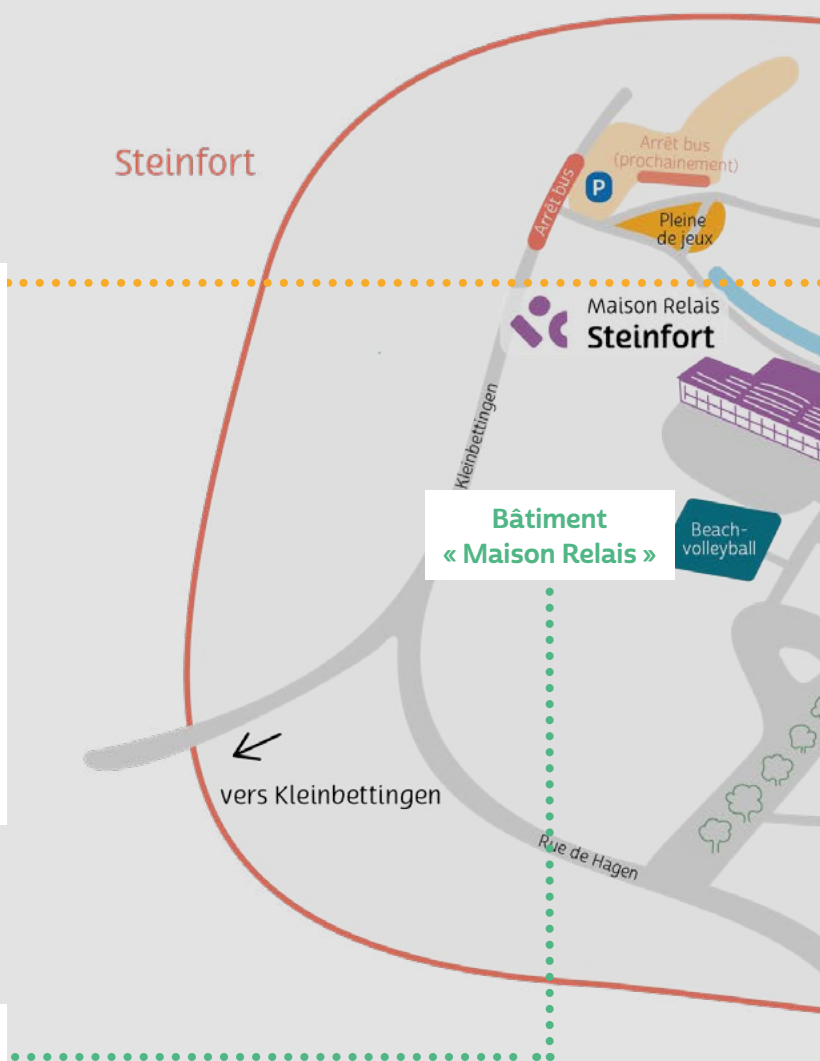 Steinfort
Arrêt bus
(prochainement)
P
Arrêt bus
Pleine
de jeux
Maison Relais
Steinfort
Kleinbettingen
Bâtiment
« Maison Relais »
Beach-
volleyball
vers Kleinbettingen
Rue de Hagen